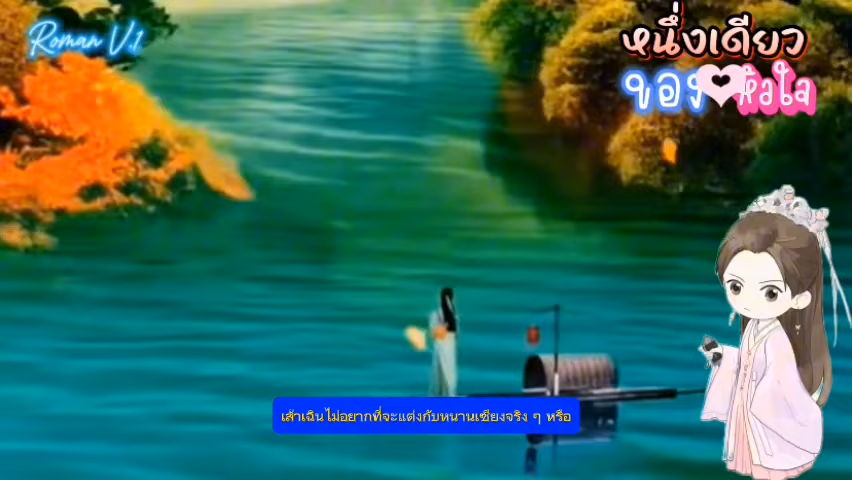 Roman V.1
หนึ่งเดียว
ของหัวใจ
เส้าเฉินไม่อยากที่จะแต่งกับหนานเซียงจริง ๆ หรือ